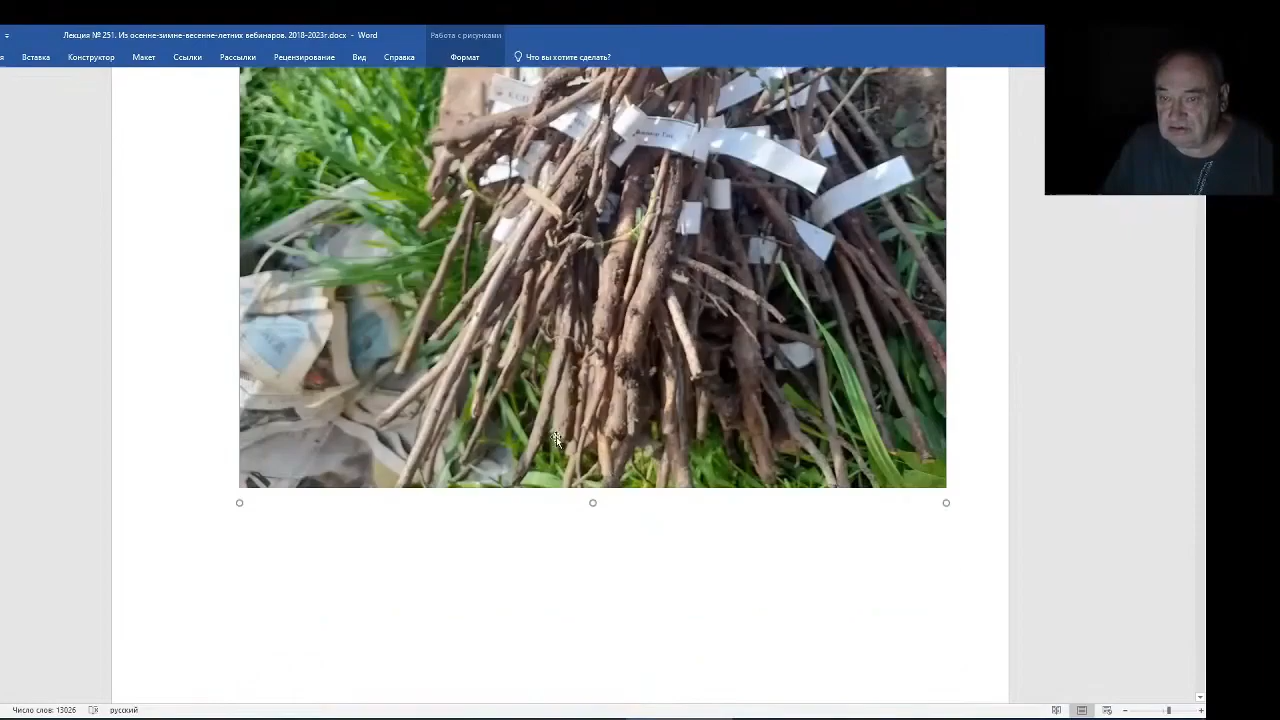 Лекция № 251. Из осенне-зимне-весенне-летних вебинаров. 2018-2023г.docx - Word
Работа с рисунками
я Вставка Конструктор Макет Ссылки Рассылки Рецензирование Вид Справка Формат Что вы хотите сделать?
Число слов: 13026 русский